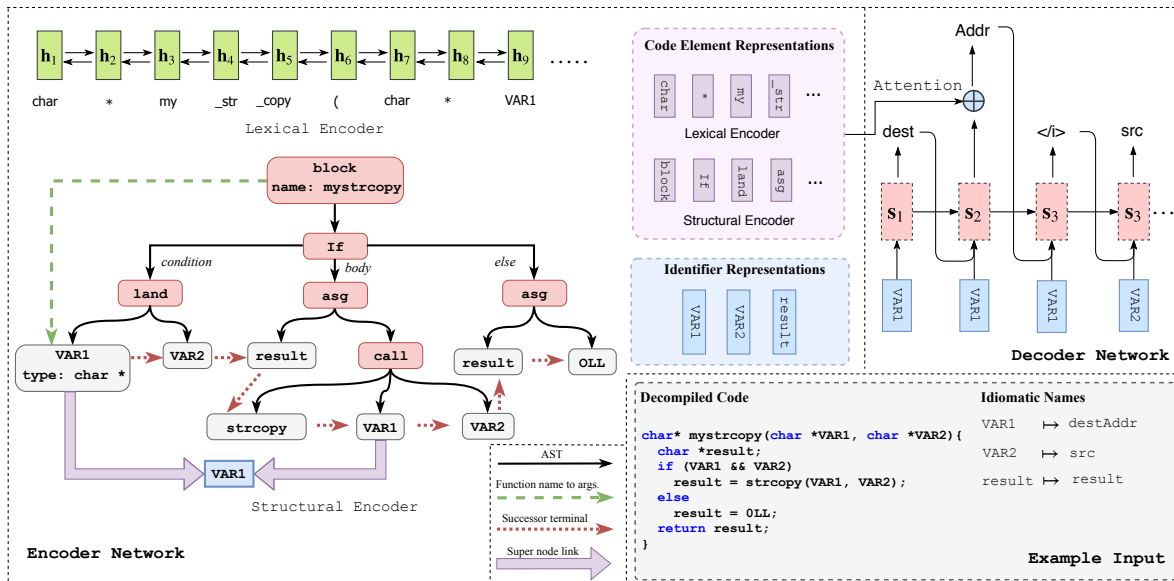 h1 h2 h3 h4 h5 h6 h7 h8 h9 .....
char * my _str _copy ( char * VAR1
Lexical Encoder
block
name: mystrcopy
If
condition body else
land asg asg
VAR1
type: char *
VAR2 result call result OLL
strcopy VAR1 VAR2
VAR1
Structural Encoder
Encoder Network
AST
Function name to args.
Successor terminal
Super node link
Code Element Representations
char * my _str ...
Lexical Encoder
block If land asg ...
Structural Encoder
Identifier Representations
VAR1 VAR2 result
Addr
Attention
dest </i> src
s1 s2 s3 s3 ...
VAR1 VAR1 VAR1 VAR2
Decoder Network
Decompiled Code
char* mystrcopy(char *VAR1, char *VAR2){
char *result;
if (VAR1 && VAR2)
result = strcopy(VAR1, VAR2);
else
result = 0LL;
return result;
}
Idiomatic Names
VAR1 ↦ destAddr
VAR2 ↦ src
result ↦ result
Example Input